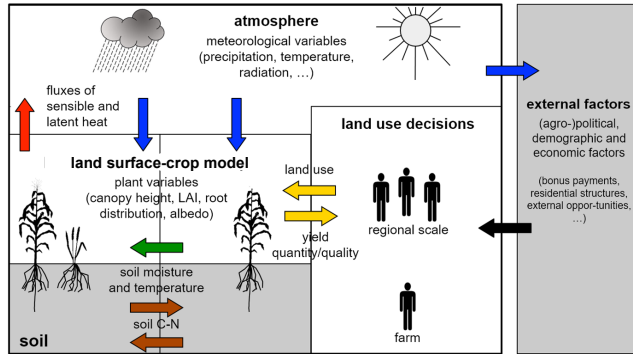 atmosphere
meteorological variables
(precipitation, temperature,
radiation, …)
fluxes of
sensible and
latent heat
land surface-crop model
plant variables
(canopy height, LAI, root
distribution, albedo)
soil moisture
and temperature
soil C-N
soil
land use decisions
land use
yield
quantity/quality
regional scale
farm
external factors
(agro-)political,
demographic and
economic factors
(bonus payments,
residential structures,
external oppor-tunities,
…)